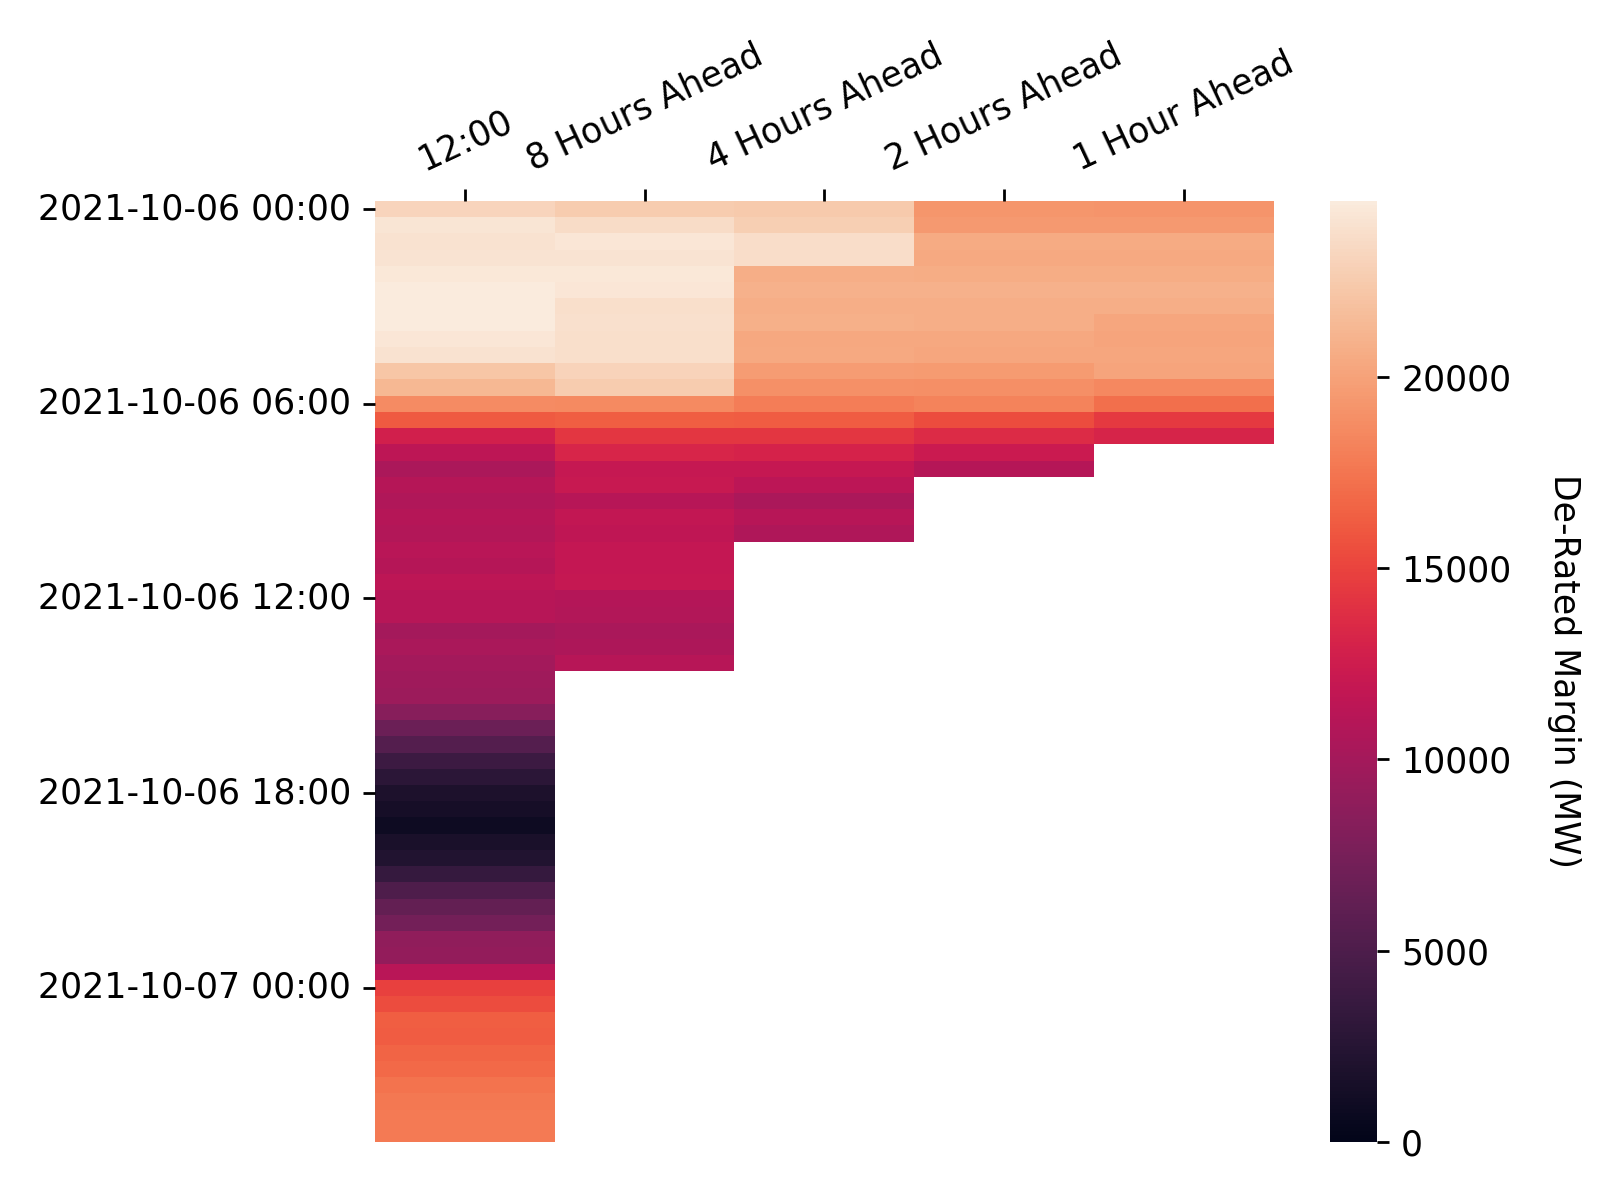 12:00
8 Hours Ahead
4 Hours Ahead
2 Hours Ahead
1 Hour Ahead
2021-10-06 00:00
2021-10-06 06:00
2021-10-06 12:00
2021-10-06 18:00
2021-10-07 00:00
20000
15000
10000
5000
0
De-Rated Margin (MW)